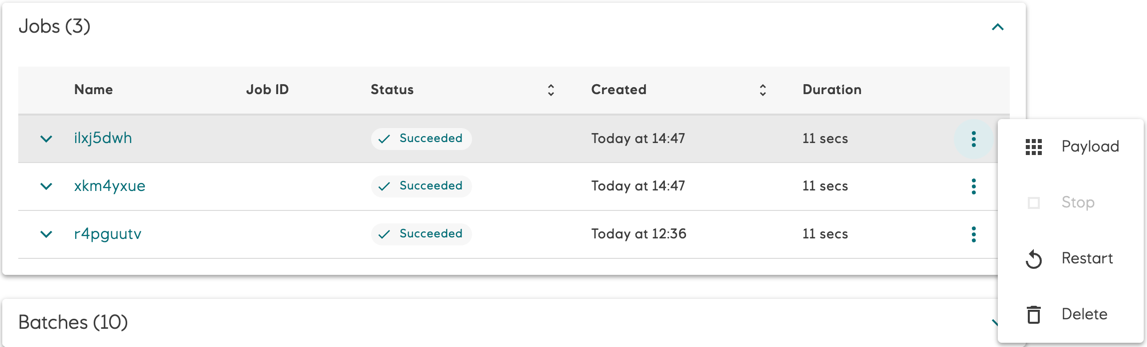 Jobs (3)
Name Job ID Status Created Duration
ilxj5dwh Succeeded Today at 14:47 11 secs
xkm4yxue Succeeded Today at 14:47 11 secs
r4pguutv Succeeded Today at 12:36 11 secs
Payload
Stop
Restart
Delete
Batches (10)